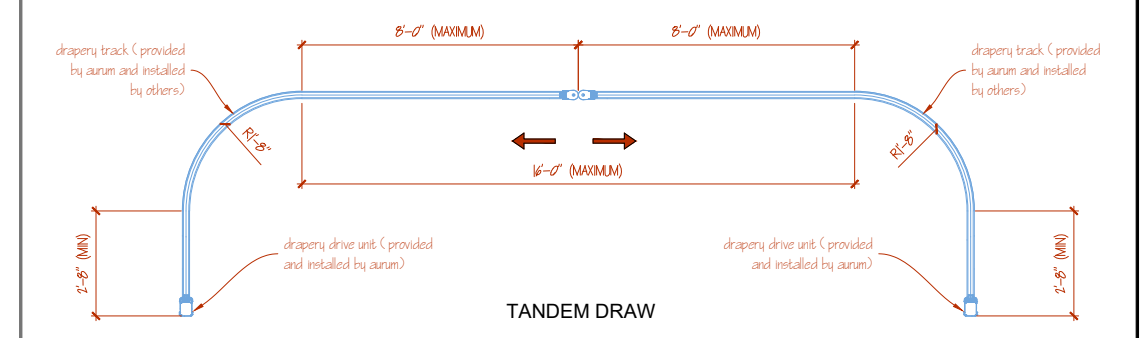 8'-0" (MAXIMUM)
8'-0" (MAXIMUM)
drapery track ( provided
by aurum and installed
by others)
drapery track ( provided
by aurum and installed
by others)
R1'-8"
R1'-8"
16'-0" (MAXIMUM)
2'-8" (MIN)
drapery drive unit ( provided
and installed by aurum)
drapery drive unit ( provided
and installed by aurum)
2'-8" (MIN)
TANDEM DRAW